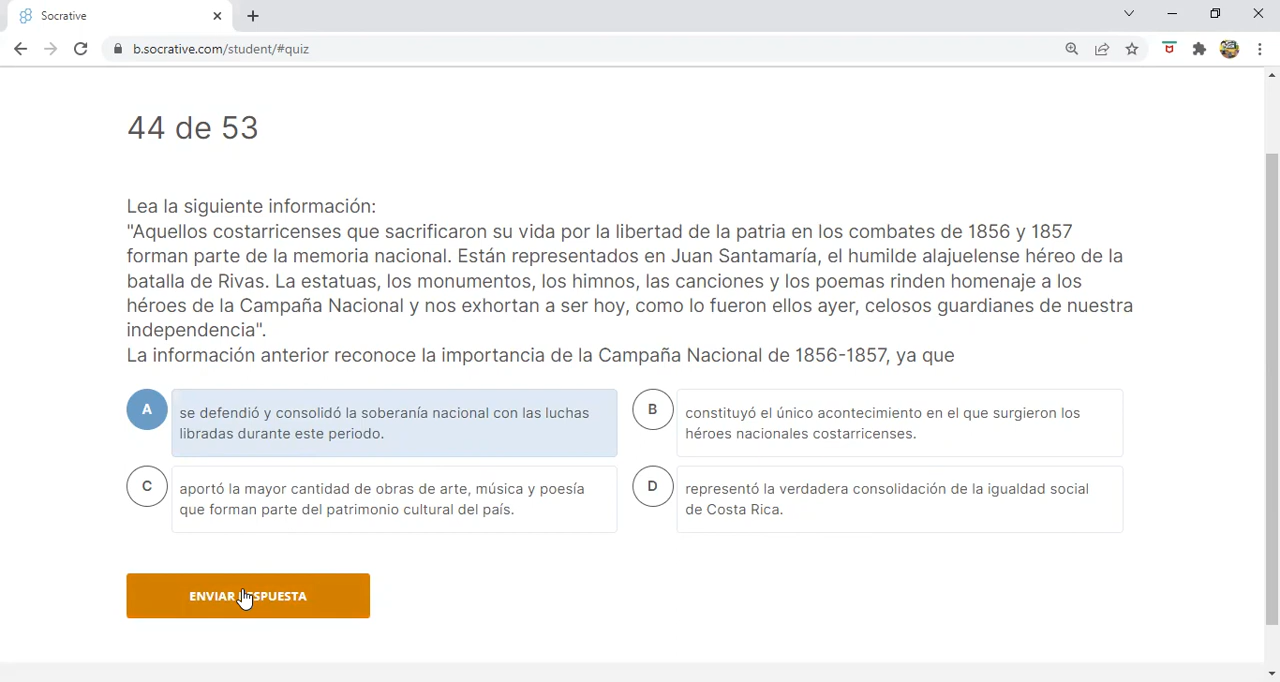 Socrative
b.socrative.com/student/#quiz
44 de 53
Lea la siguiente información:
"Aquellos costarricenses que sacrificaron su vida por la libertad de la patria en los combates de 1856 y 1857
forman parte de la memoria nacional. Están representados en Juan Santamaría, el humilde alajuelense héreo de la
batalla de Rivas. La estatuas, los monumentos, los himnos, las canciones y los poemas rinden homenaje a los
héroes de la Campaña Nacional y nos exhortan a ser hoy, como lo fueron ellos ayer, celosos guardianes de nuestra
independencia".
La información anterior reconoce la importancia de la Campaña Nacional de 1856-1857, ya que
A
se defendió y consolidó la soberanía nacional con las luchas
libradas durante este periodo.
B
constituyó el único acontecimiento en el que surgieron los
héroes nacionales costarricenses.
C
aportó la mayor cantidad de obras de arte, música y poesía
que forman parte del patrimonio cultural del país.
D
representó la verdadera consolidación de la igualdad social
de Costa Rica.
ENVIAR RESPUESTA